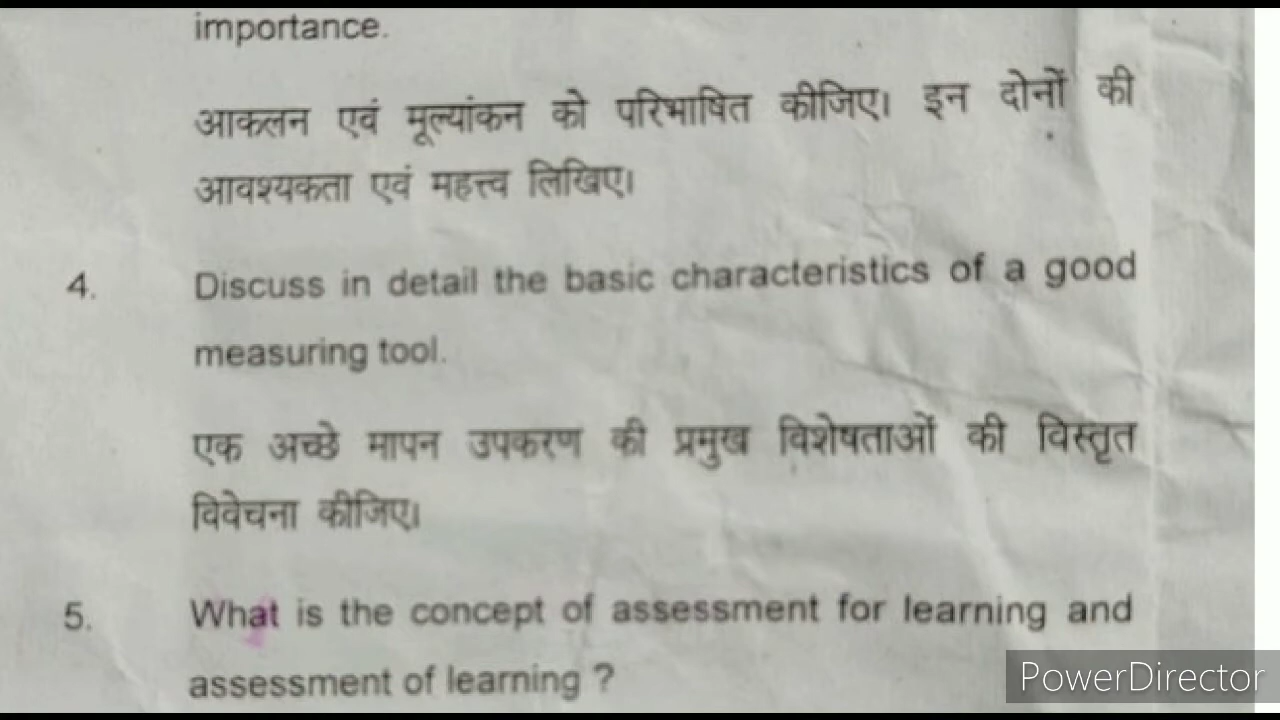 importance.
आकलन एवं मूल्यांकन को परिभाषित कीजिए। इन दोनों की
आवश्यकता एवं महत्त्व लिखिए।
4. Discuss in detail the basic characteristics of a good
measuring tool.
एक अच्छे मापन उपकरण की प्रमुख विशेषताओं की विस्तृत
विवेचना कीजिए।
5. What is the concept of assessment for learning and
assessment of learning ?
PowerDirector